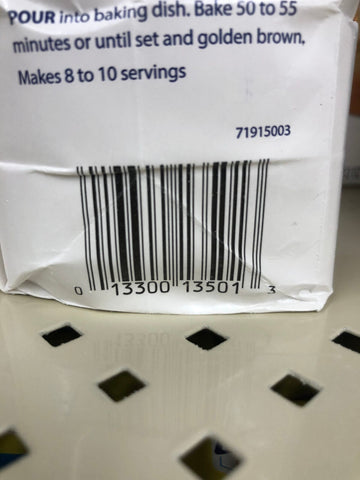 POUR into baking dish. Bake 50 to 55
minutes or until set and golden brown.
Makes 8 to 10 servings
71915003
0 13300 13501 3